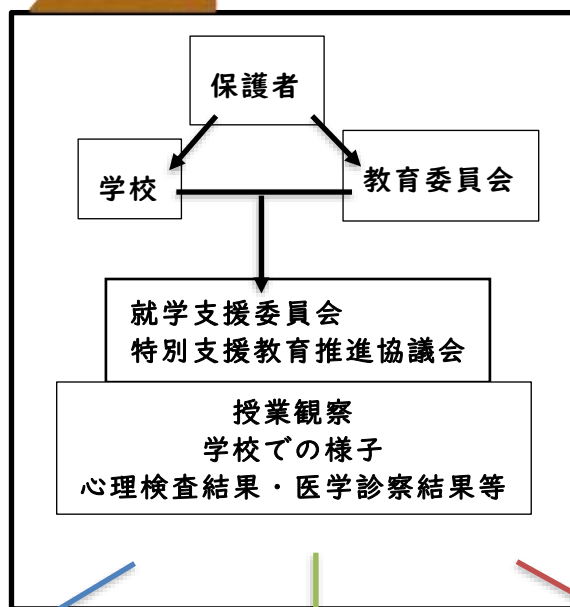 保護者
学校
教育委員会
就学支援委員会
特別支援教育推進協議会
授業観察
学校での様子
心理検査結果・医学診察結果等